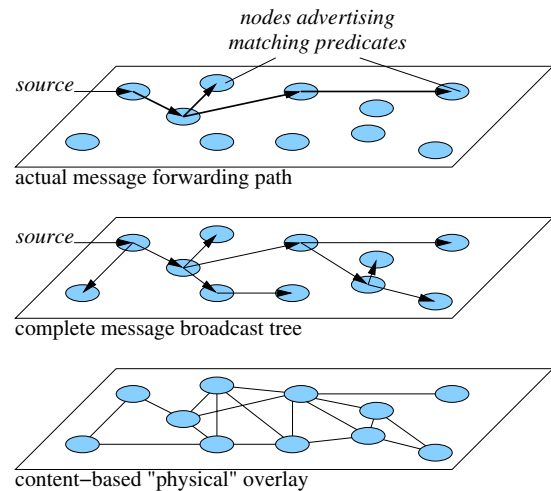 nodes advertising
matching predicates
source
actual message forwarding path
source
complete message broadcast tree
content−based "physical" overlay